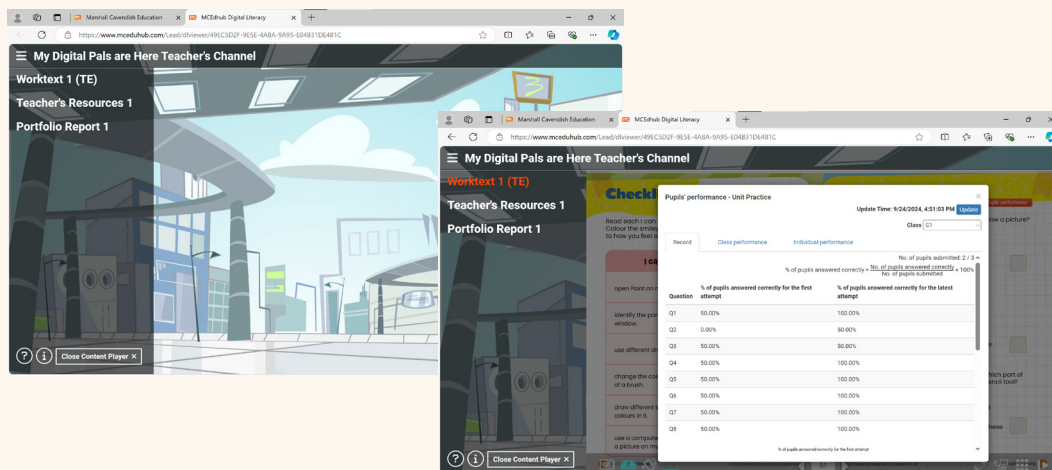 Marshall Cavendish Education
MCEdhub Digital Literacy
https://www.mceduhub.com/Lead/dlviewer/49EC5D2F-9E5E-4A8A-9A95-E04B31DE481C
My Digital Pals are Here Teacher's Channel
Worktext 1 (TE)
Teacher's Resources 1
Portfolio Report 1
Close Content Player ×
Marshall Cavendish Education
MCEdhub Digital Literacy
https://www.mceduhub.com/Lead/dlviewer/49EC5D2F-9E5E-4A8A-9A95-E04B31DE481C
My Digital Pals are Here Teacher's Channel
Worktext 1 (TE)
Teacher's Resources 1
Portfolio Report 1
Close Content Player ×
Read each I can
Colour the smiley
to how you feel
I ca
open Paint on
window.
use different
of a brush.
draw different
colours in it.
use a compute
a picture on my
Pupils' performance - Unit Practice
Update Time: 9/24/2024, 4:51:03 PM Update
Class G1
Record Class performance Individual performance
No. of pupils submitted: 2 / 3
% of pupils answered correctly = No. of pupils answered correctly / No. of pupils submitted × 100%
Question % of pupils answered correctly for the first attempt % of pupils answered correctly for the latest attempt
Q1 50.00% 100.00%
Q2 0.00% 50.00%
Q3 50.00% 50.00%
Q4 50.00% 100.00%
Q5 50.00% 100.00%
Q6 50.00% 100.00%
Q7 50.00% 100.00%
Q8 50.00% 100.00%
% of pupils answered correctly for the first attempt
aw a picture?
hich part of
encil tool?
hese
51